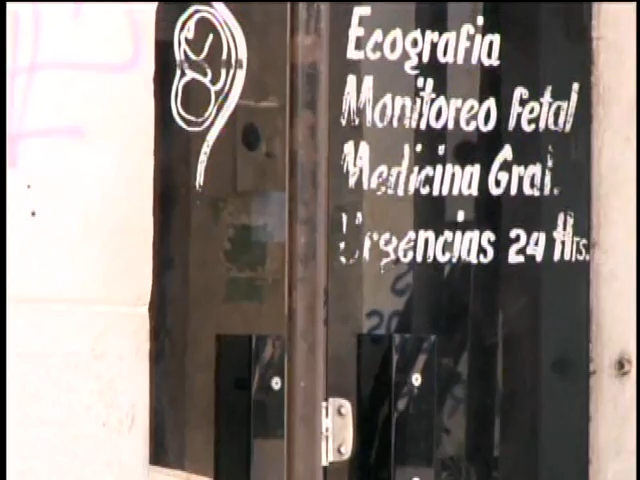 Ecografia
Monitoreo fetal
Medicina Gral.
Urgencias 24 Hrs.